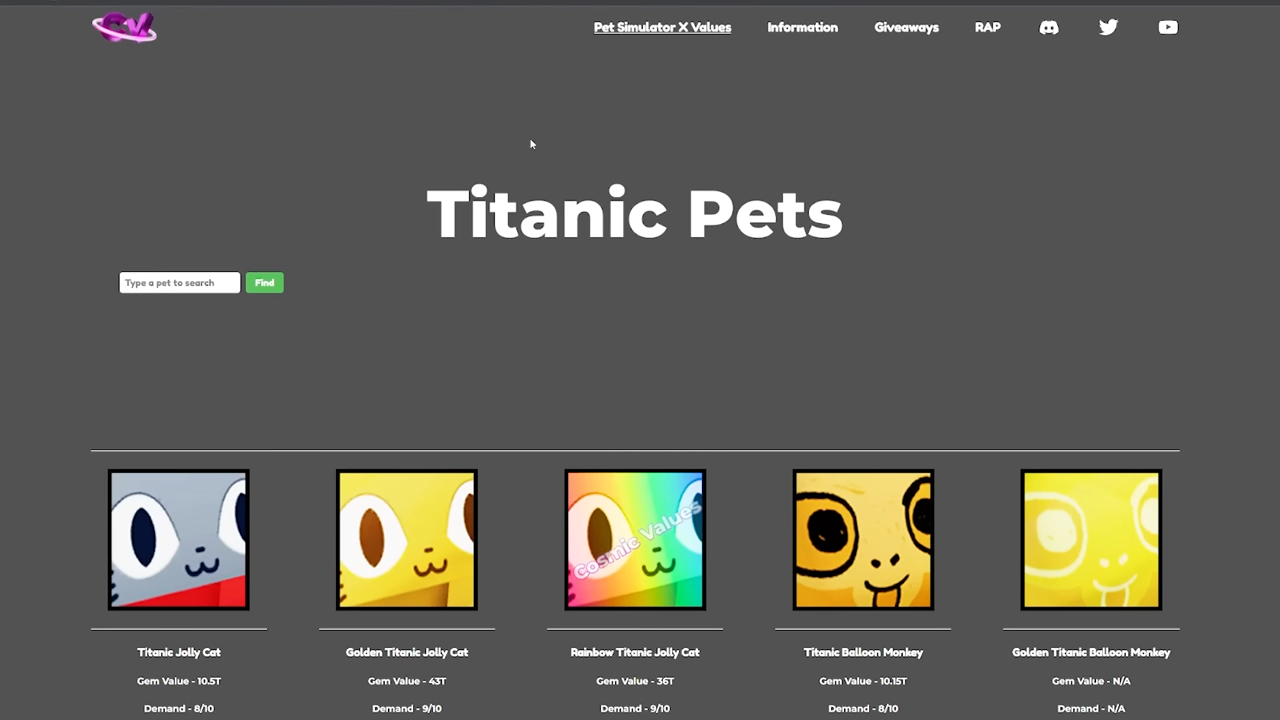 CV
Pet Simulator X Values Information Giveaways RAP
Titanic Pets
Type a pet to search Find
Cosmic Values
Titanic Jolly Cat Golden Titanic Jolly Cat Rainbow Titanic Jolly Cat Titanic Balloon Monkey Golden Titanic Balloon Monkey
Gem Value - 10.5T Gem Value - 43T Gem Value - 36T Gem Value - 10.15T Gem Value - N/A
Demand - 8/10 Demand - 9/10 Demand - 9/10 Demand - 8/10 Demand - N/A